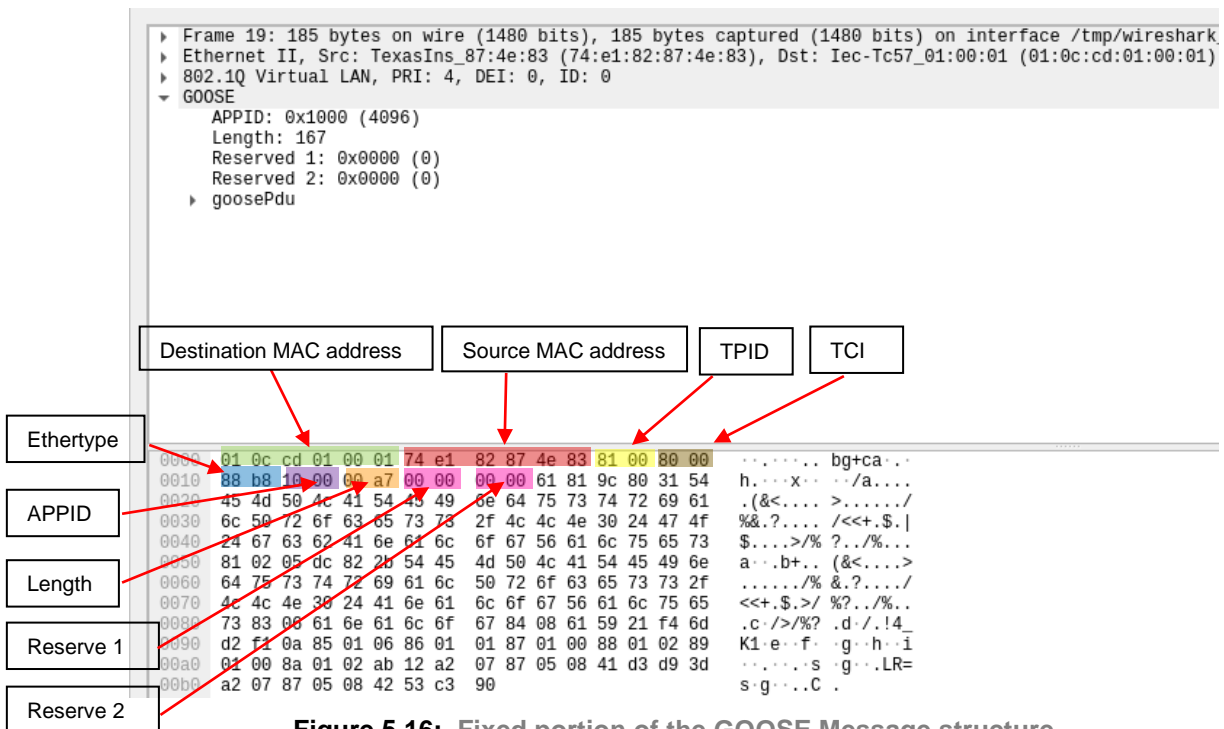 Frame 19: 185 bytes on wire (1480 bits), 185 bytes captured (1480 bits) on interface /tmp/wireshark_
Ethernet II, Src: TexasIns_87:4e:83 (74:e1:82:87:4e:83), Dst: Iec-Tc57_01:00:01 (01:0c:cd:01:00:01)
802.1Q Virtual LAN, PRI: 4, DEI: 0, ID: 0
GOOSE
APPID: 0x1000 (4096)
Length: 167
Reserved 1: 0x0000 (0)
Reserved 2: 0x0000 (0)
goosePdu
Destination MAC address
Source MAC address
TPID
TCI
Ethertype
APPID
Length
Reserve 1
Reserve 2
0000 01 0c cd 01 00 01 74 e1 82 87 4e 83 81 00 80 00 ········ bg+ca··.·
0010 88 b8 10 00 00 a7 00 00 00 00 61 81 9c 80 31 54 h.···x·· ··/a....
0020 45 4d 50 4c 41 54 45 49 6e 64 75 73 74 72 69 61 .(&<.... >....../
0030 6c 50 72 6f 63 65 73 73 2f 4c 4c 4e 30 24 47 4f %&.?.... /<<+.$.|
0040 24 67 63 62 41 6e 61 6c 6f 67 56 61 6c 75 65 73 $....>/% ?../%...
0050 81 02 05 dc 82 2b 54 45 4d 50 4c 41 54 45 49 6e a··.b+.. (&<....>
0060 64 75 73 74 72 69 61 6c 50 72 6f 63 65 73 73 2f ....../% &.?..../
0070 4c 4c 4e 30 24 41 6e 61 6c 6f 67 56 61 6c 75 65 <<+.$.>/ %?../%..
0080 73 83 06 61 6e 61 6c 6f 67 84 08 61 59 21 f4 6d .c·/>/%? .d·/.!4_
0090 d2 f1 0a 85 01 06 86 01 01 87 01 00 88 01 02 89 K1·e··f· ·g··h··i
00a0 01 00 8a 01 02 ab 12 a2 07 87 05 08 41 d3 d9 3d ··.··.·s ·g··.LR=
00b0 a2 07 87 05 08 42 53 c3 90 s·g··..C .
Figure 5.16: Fixed portion of the GOOSE Message structure